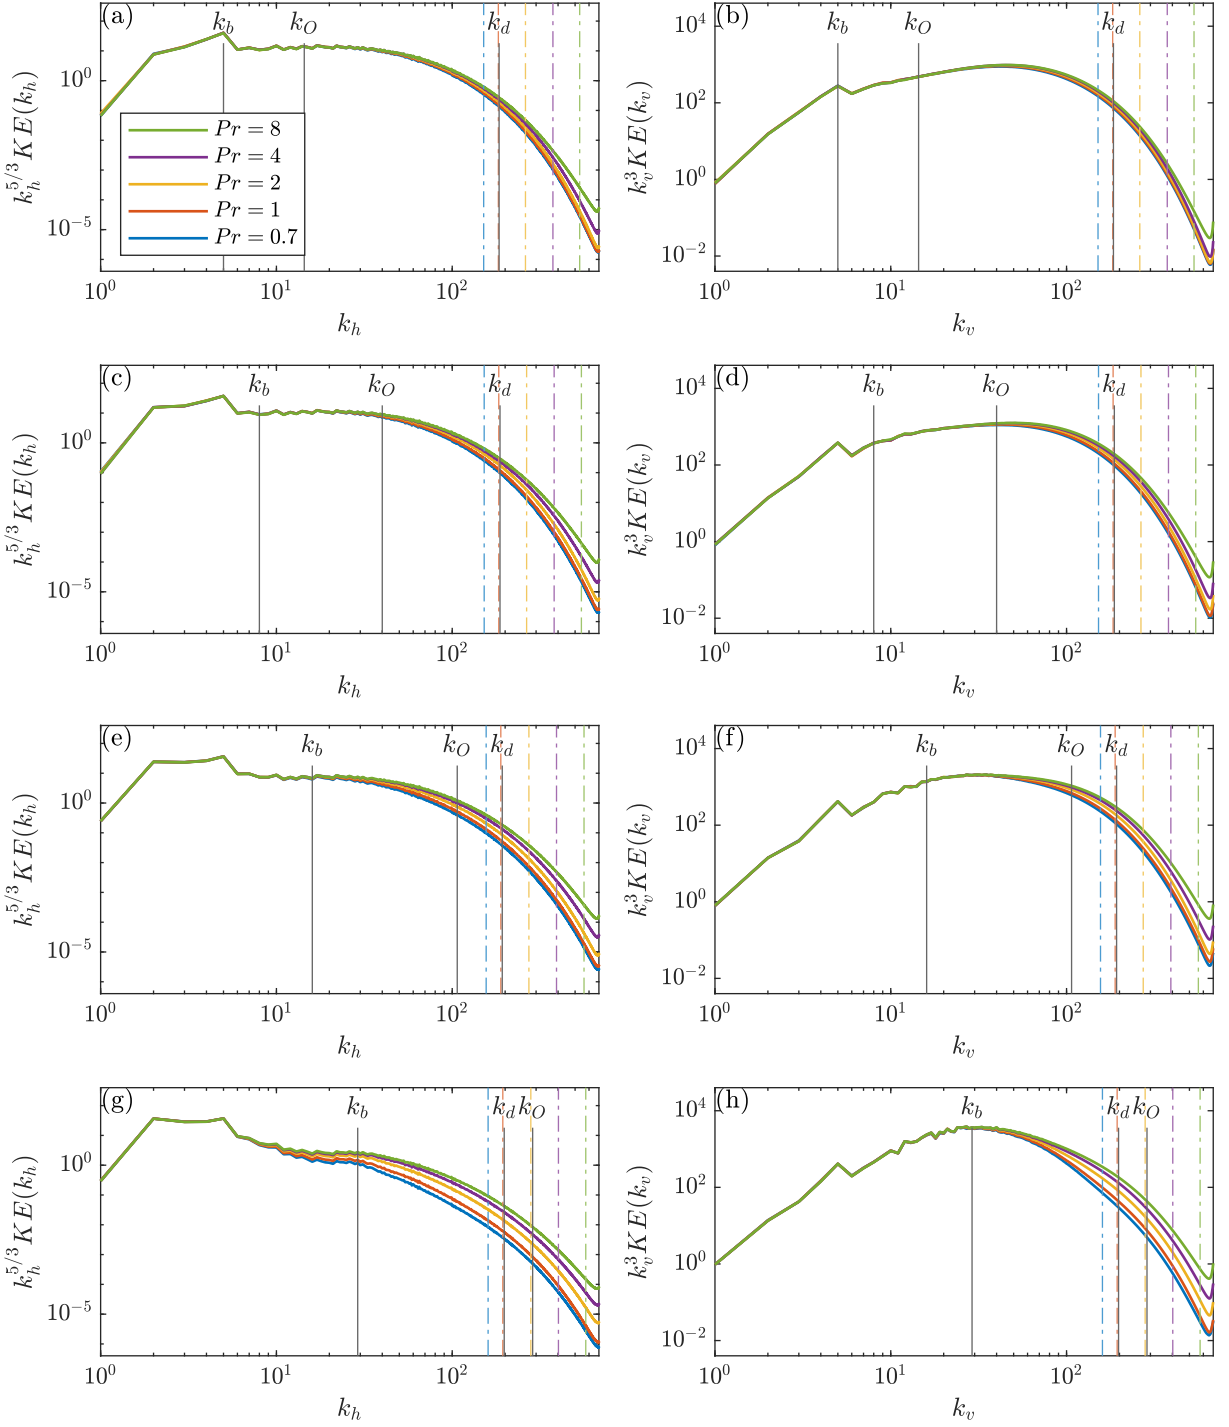 (a) k_b k_O k_d
k_h^{5/3} KE(k_h)
10^0
10^{-5}
Pr = 8
Pr = 4
Pr = 2
Pr = 1
Pr = 0.7
10^0 10^1 10^2
k_h
(b) k_b k_O k_d
k_v^3 KE(k_v)
10^4
10^2
10^0
10^{-2}
10^0 10^1 10^2
k_v
(c) k_b k_O k_d
k_h^{5/3} KE(k_h)
10^0
10^{-5}
10^0 10^1 10^2
k_h
(d) k_b k_O k_d
k_v^3 KE(k_v)
10^4
10^2
10^0
10^{-2}
10^0 10^1 10^2
k_v
(e) k_b k_O k_d
k_h^{5/3} KE(k_h)
10^0
10^{-5}
10^0 10^1 10^2
k_h
(f) k_b k_O k_d
k_v^3 KE(k_v)
10^4
10^2
10^0
10^{-2}
10^0 10^1 10^2
k_v
(g) k_b k_d k_O
k_h^{5/3} KE(k_h)
10^0
10^{-5}
10^0 10^1 10^2
k_h
(h) k_b k_d k_O
k_v^3 KE(k_v)
10^4
10^2
10^0
10^{-2}
10^0 10^1 10^2
k_v